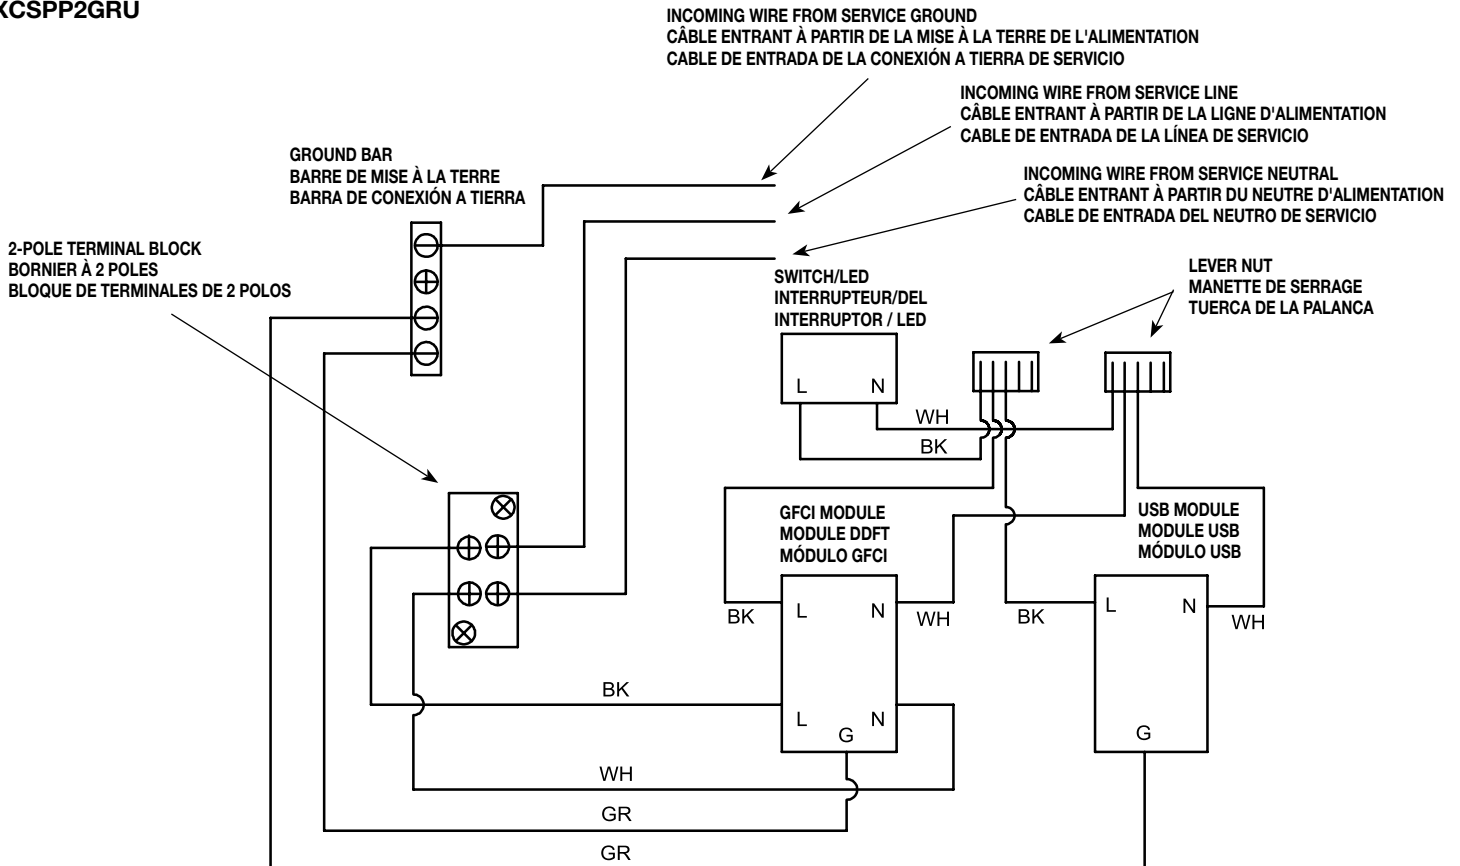 XCSPP2GRU
INCOMING WIRE FROM SERVICE GROUND
CÂBLE ENTRANT À PARTIR DE LA MISE À LA TERRE DE L'ALIMENTATION
CABLE DE ENTRADA DE LA CONEXIÓN A TIERRA DE SERVICIO
INCOMING WIRE FROM SERVICE LINE
CÂBLE ENTRANT À PARTIR DE LA LIGNE D'ALIMENTATION
CABLE DE ENTRADA DE LA LÍNEA DE SERVICIO
GROUND BAR
BARRE DE MISE À LA TERRE
BARRA DE CONEXIÓN A TIERRA
INCOMING WIRE FROM SERVICE NEUTRAL
CÂBLE ENTRANT À PARTIR DU NEUTRE D'ALIMENTATION
CABLE DE ENTRADA DEL NEUTRO DE SERVICIO
2-POLE TERMINAL BLOCK
BORNIER À 2 POLES
BLOQUE DE TERMINALES DE 2 POLOS
SWITCH/LED
INTERRUPTEUR/DEL
INTERRUPTOR / LED
LEVER NUT
MANETTE DE SERRAGE
TUERCA DE LA PALANCA
L N
WH
BK
GFCI MODULE
MODULE DDFT
MÓDULO GFCI
USB MODULE
MODULE USB
MÓDULO USB
BK L N WH
BK L N WH
BK
L N
G
G
WH
GR
GR